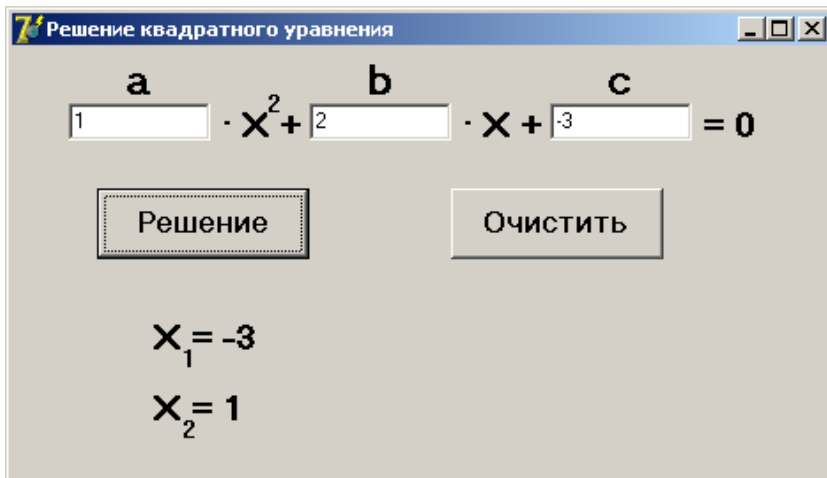 Решение квадратного уравнения
a b c
1 · X² + 2 · X + -3 = 0
Решение Очистить
X₁= -3
X₂= 1